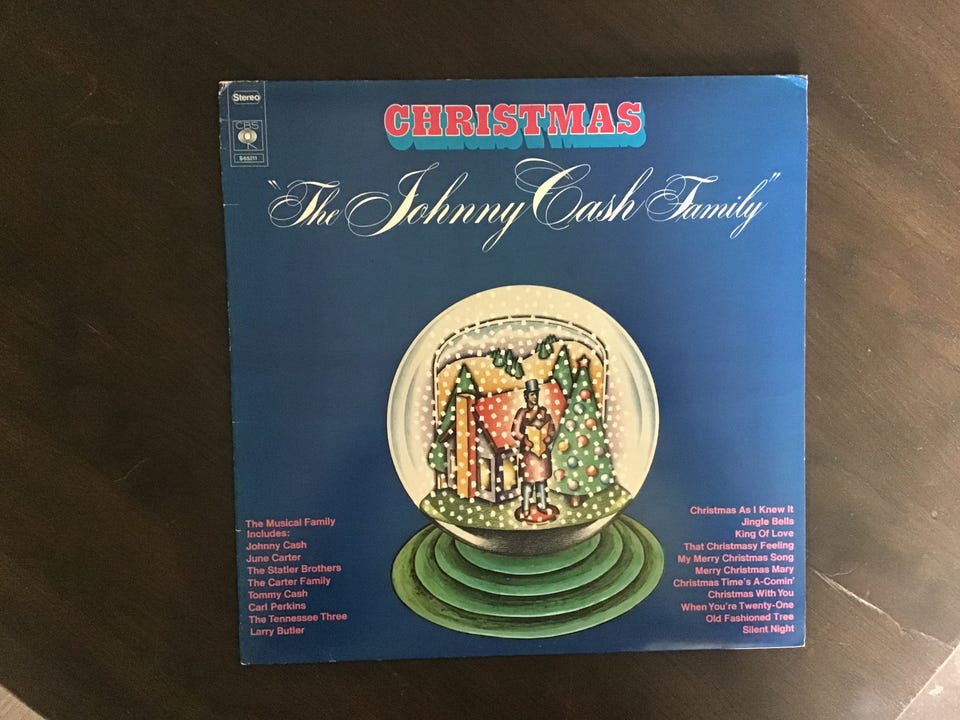 Stereo
CBS
S65211
CHRISTMAS
"The Johnny Cash Family"
The Musical Family
Includes:
Johnny Cash
June Carter
The Statler Brothers
The Carter Family
Tommy Cash
Carl Perkins
The Tennessee Three
Larry Butler
Christmas As I Knew It
Jingle Bells
King Of Love
That Christmasy Feeling
My Merry Christmas Song
Merry Christmas Mary
Christmas Time's A-Comin'
Christmas With You
When You're Twenty-One
Old Fashioned Tree
Silent Night